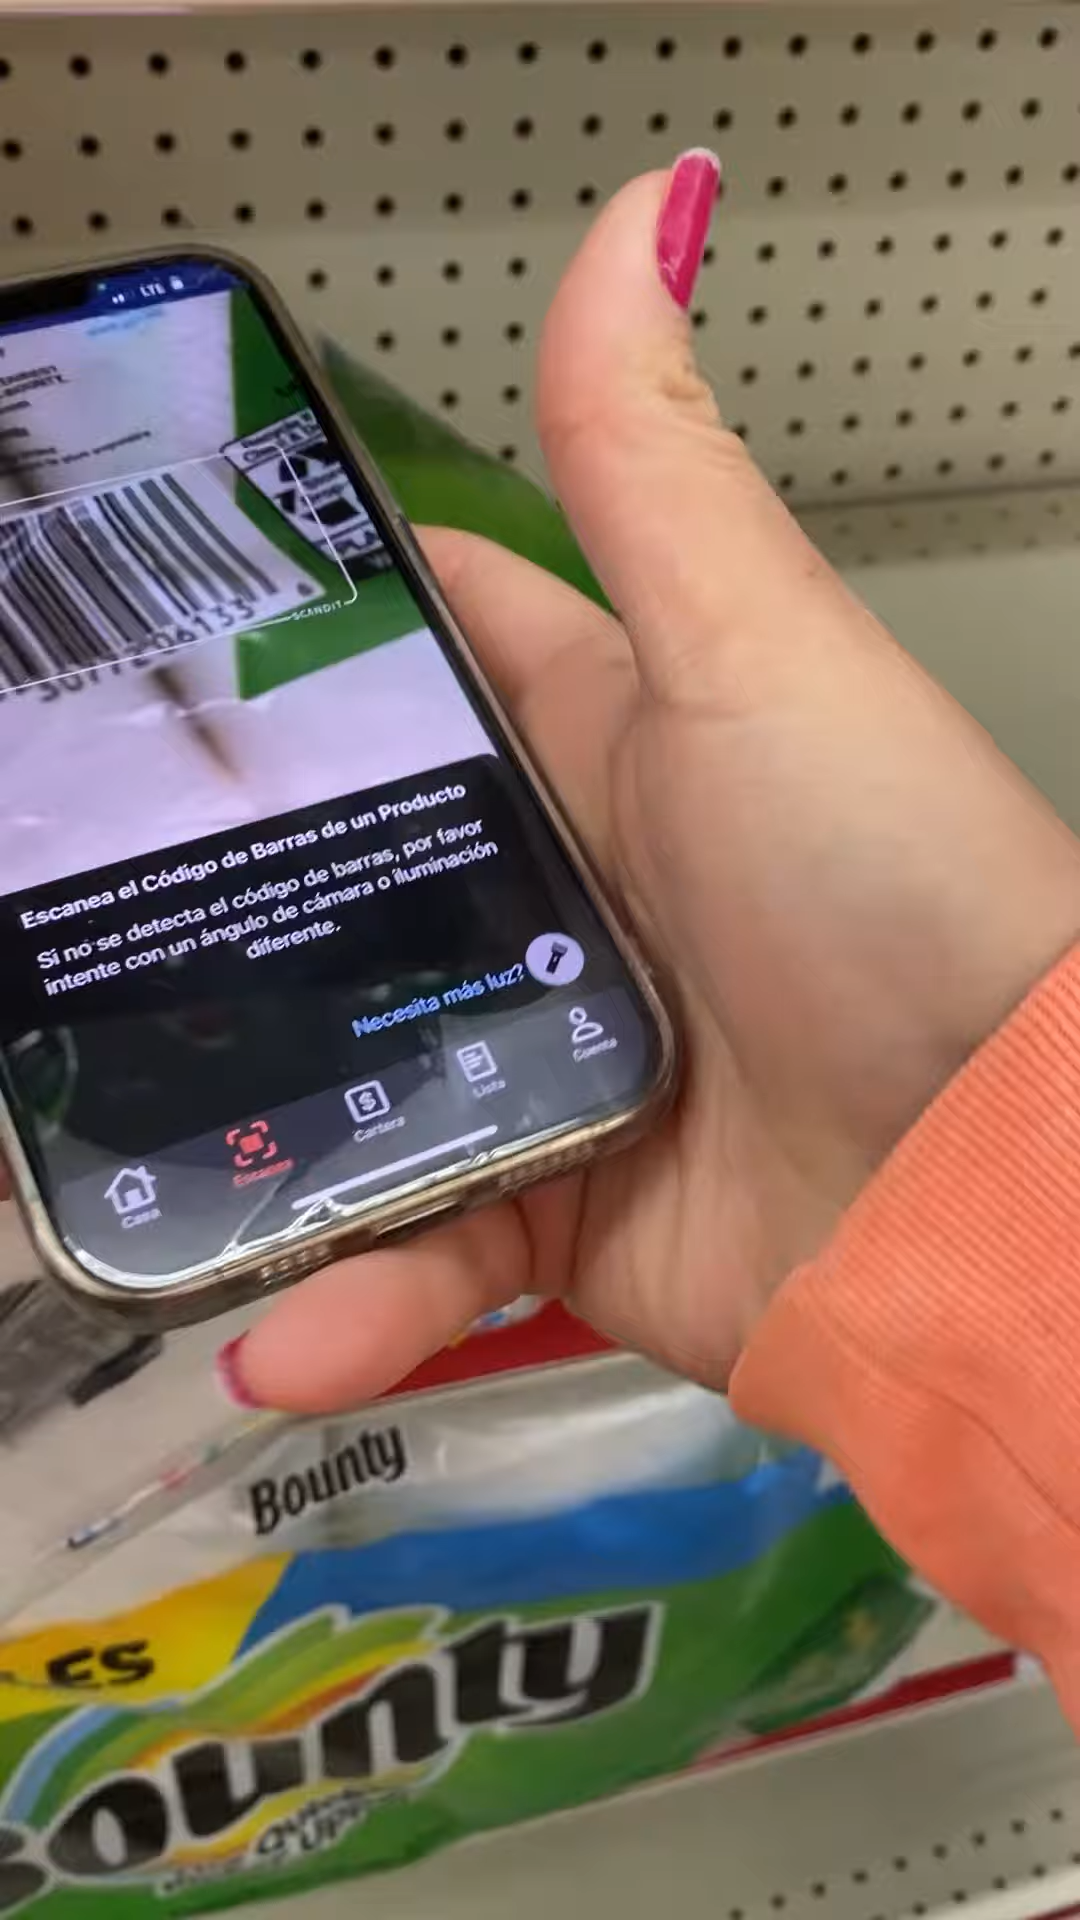 LTE
SCANDIT
Escanea el Código de Barras de un Producto
Si no se detecta el código de barras, por favor
intente con un ángulo de cámara o iluminación
diferente.
Necesita más luz?
Cuenta
Lista
$
Cartera
Escanea
Casa
Bounty
ES
Bounty